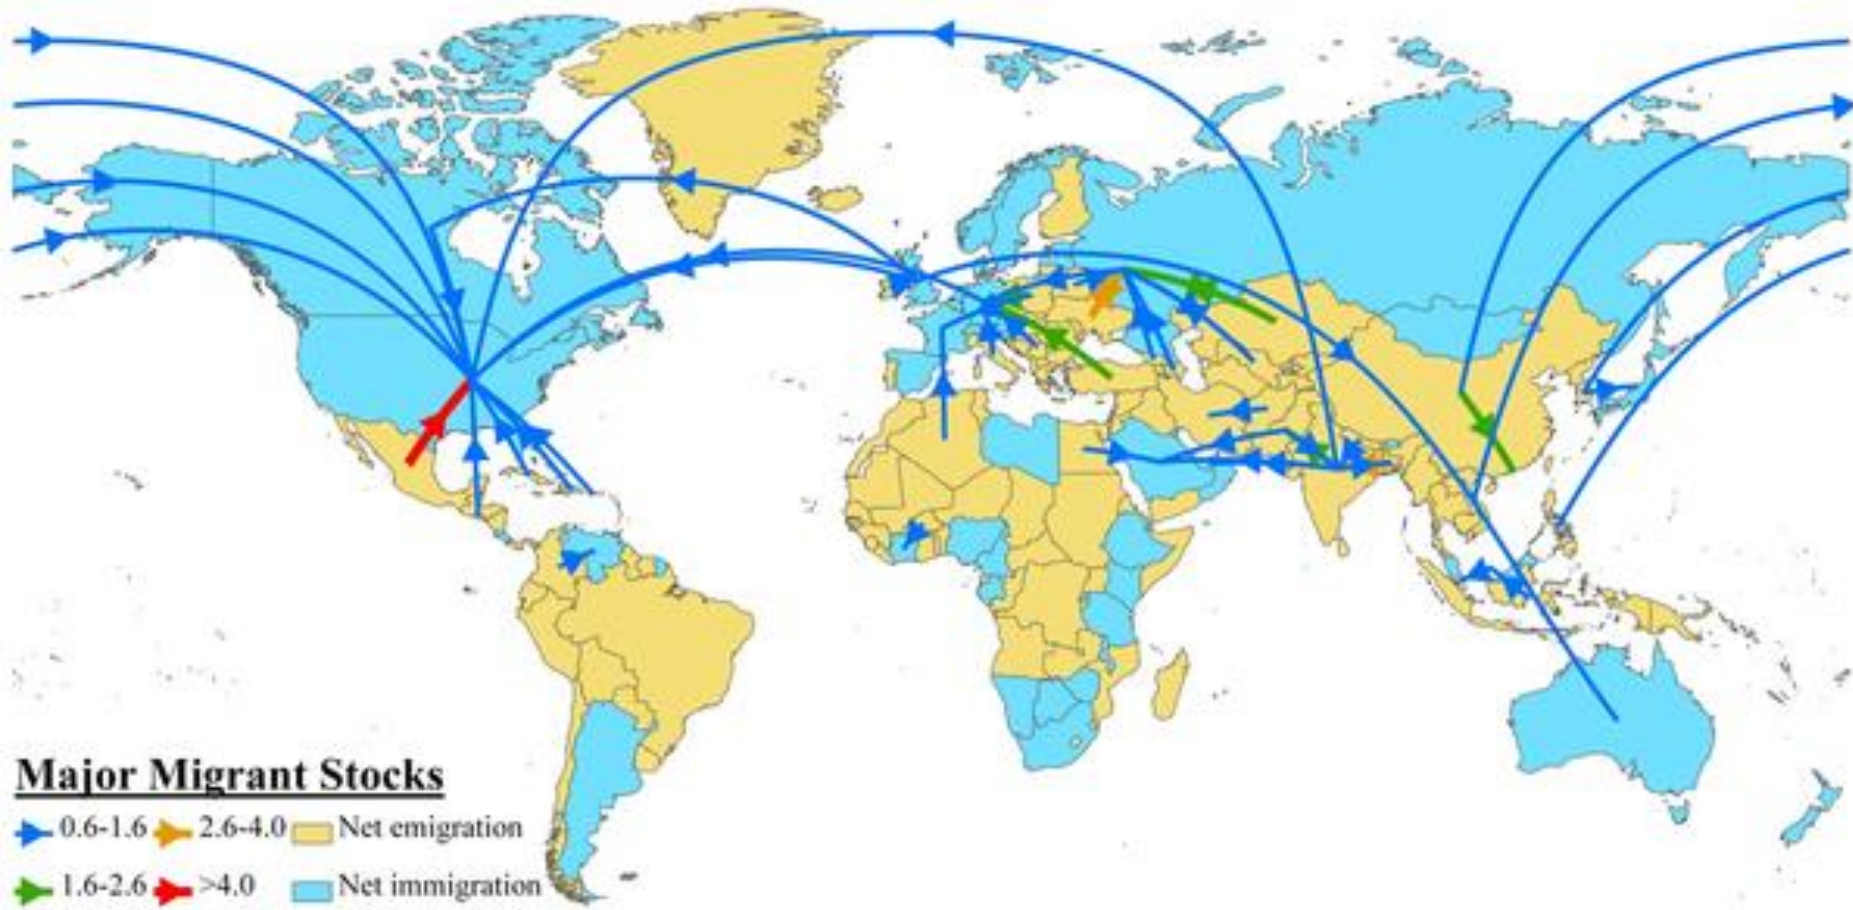 Major Migrant Stocks
0.6-1.6 2.6-4.0 Net emigration
1.6-2.6 >4.0 Net immigration